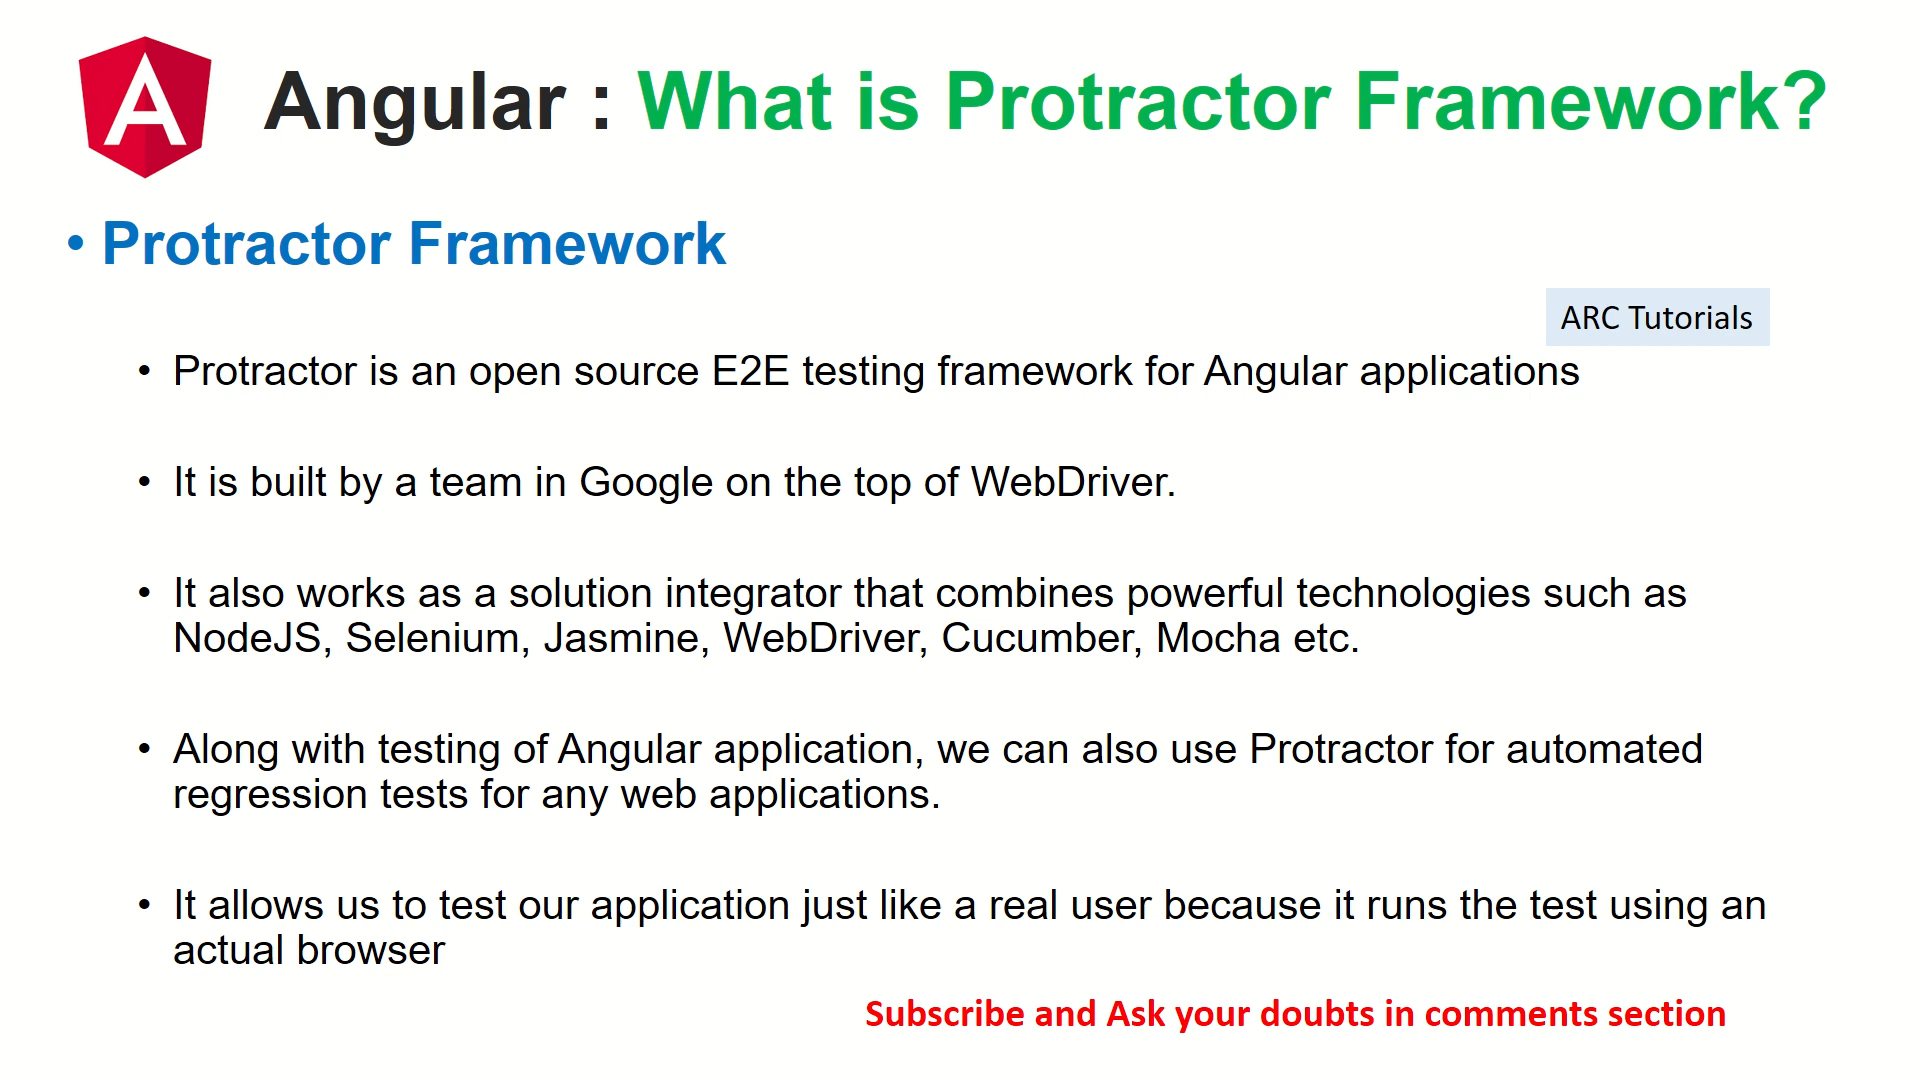 Angular : What is Protractor Framework?
• Protractor Framework
ARC Tutorials
• Protractor is an open source E2E testing framework for Angular applications
• It is built by a team in Google on the top of WebDriver.
• It also works as a solution integrator that combines powerful technologies such as
NodeJS, Selenium, Jasmine, WebDriver, Cucumber, Mocha etc.
• Along with testing of Angular application, we can also use Protractor for automated
regression tests for any web applications.
• It allows us to test our application just like a real user because it runs the test using an
actual browser
Subscribe and Ask your doubts in comments section